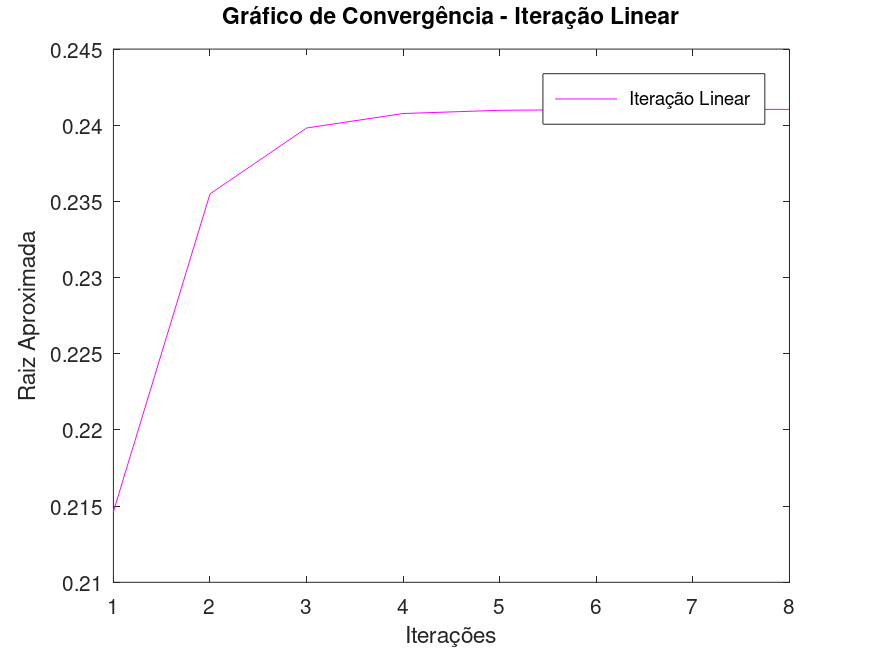 Gráfico de Convergência - Iteração Linear
0.245
0.24
0.235
0.23
0.225
0.22
0.215
0.21
Raiz Aproximada
Iteração Linear
1 2 3 4 5 6 7 8
Iterações